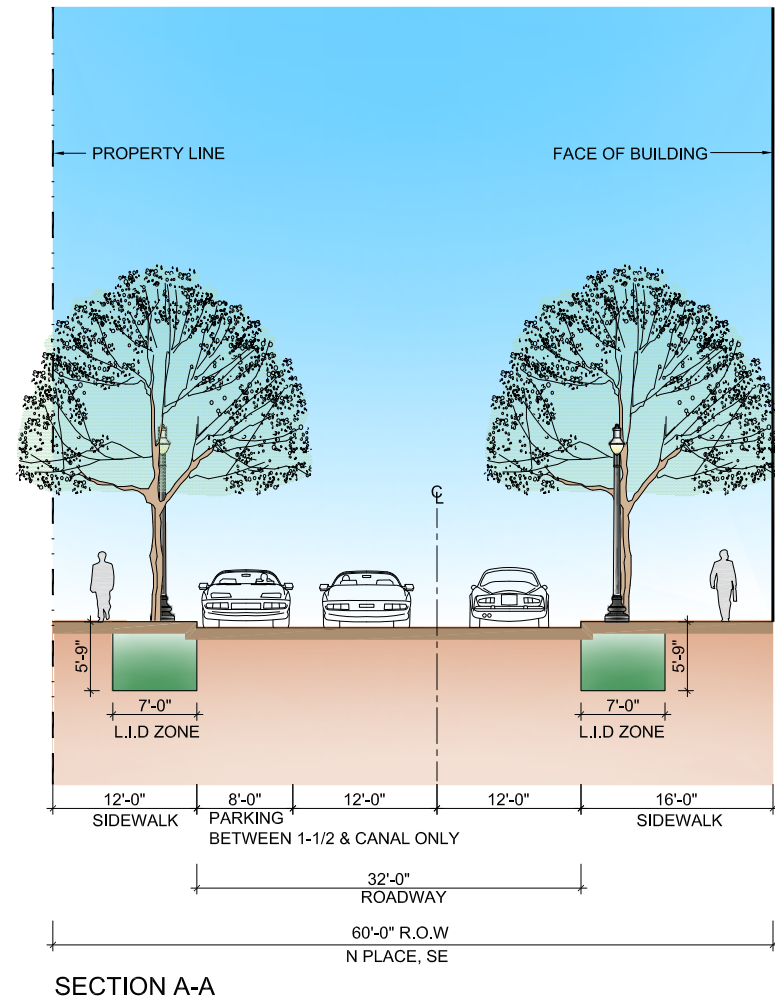 PROPERTY LINE
FACE OF BUILDING
℄
5'-9"
5'-9"
7'-0"
L.I.D ZONE
7'-0"
L.I.D ZONE
12'-0"
SIDEWALK
8'-0"
PARKING
BETWEEN 1-1/2 & CANAL ONLY
12'-0"
12'-0"
16'-0"
SIDEWALK
32'-0"
ROADWAY
60'-0" R.O.W
N PLACE, SE
SECTION A-A